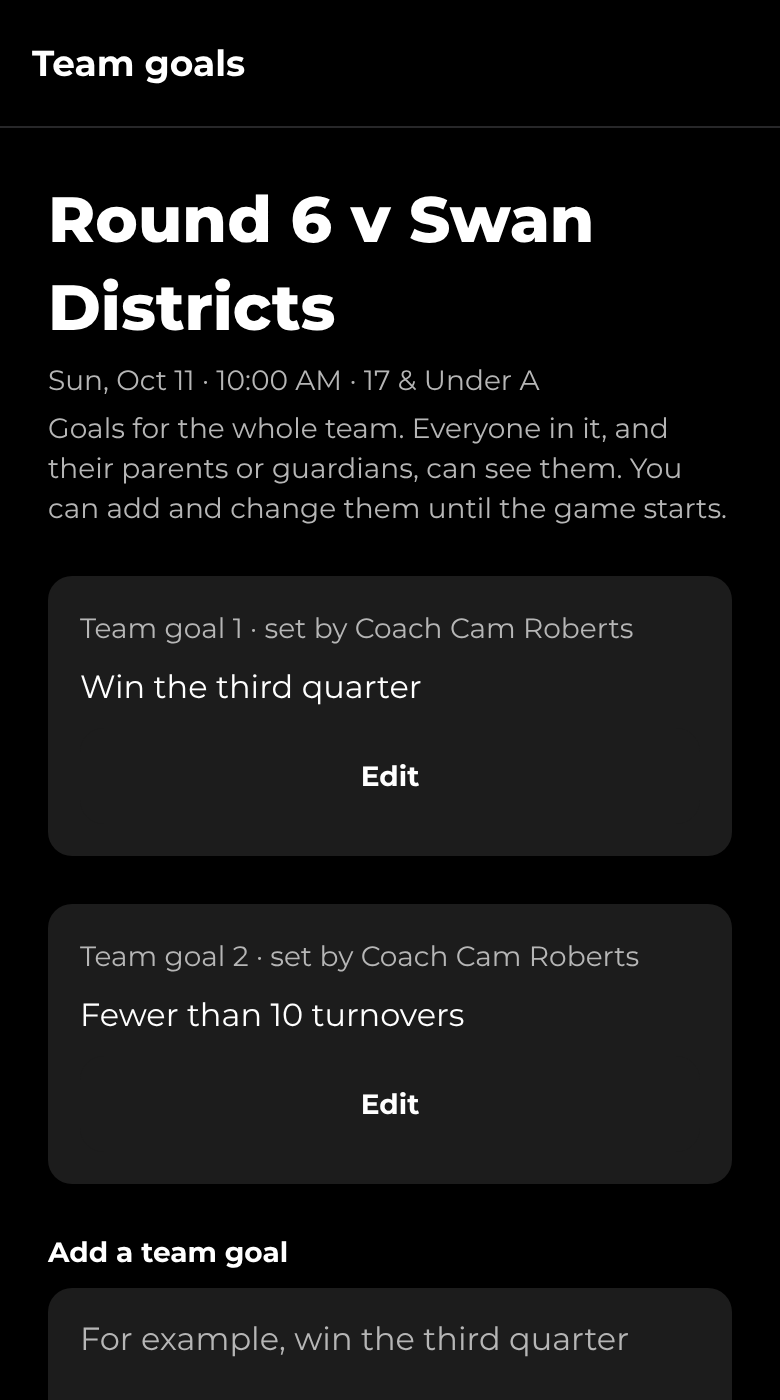 Team goals
Round 6 v Swan
Districts
Sun, Oct 11 · 10:00 AM · 17 & Under A
Goals for the whole team. Everyone in it, and
their parents or guardians, can see them. You
can add and change them until the game starts.
Team goal 1 · set by Coach Cam Roberts
Win the third quarter
Edit
Team goal 2 · set by Coach Cam Roberts
Fewer than 10 turnovers
Edit
Add a team goal
For example, win the third quarter